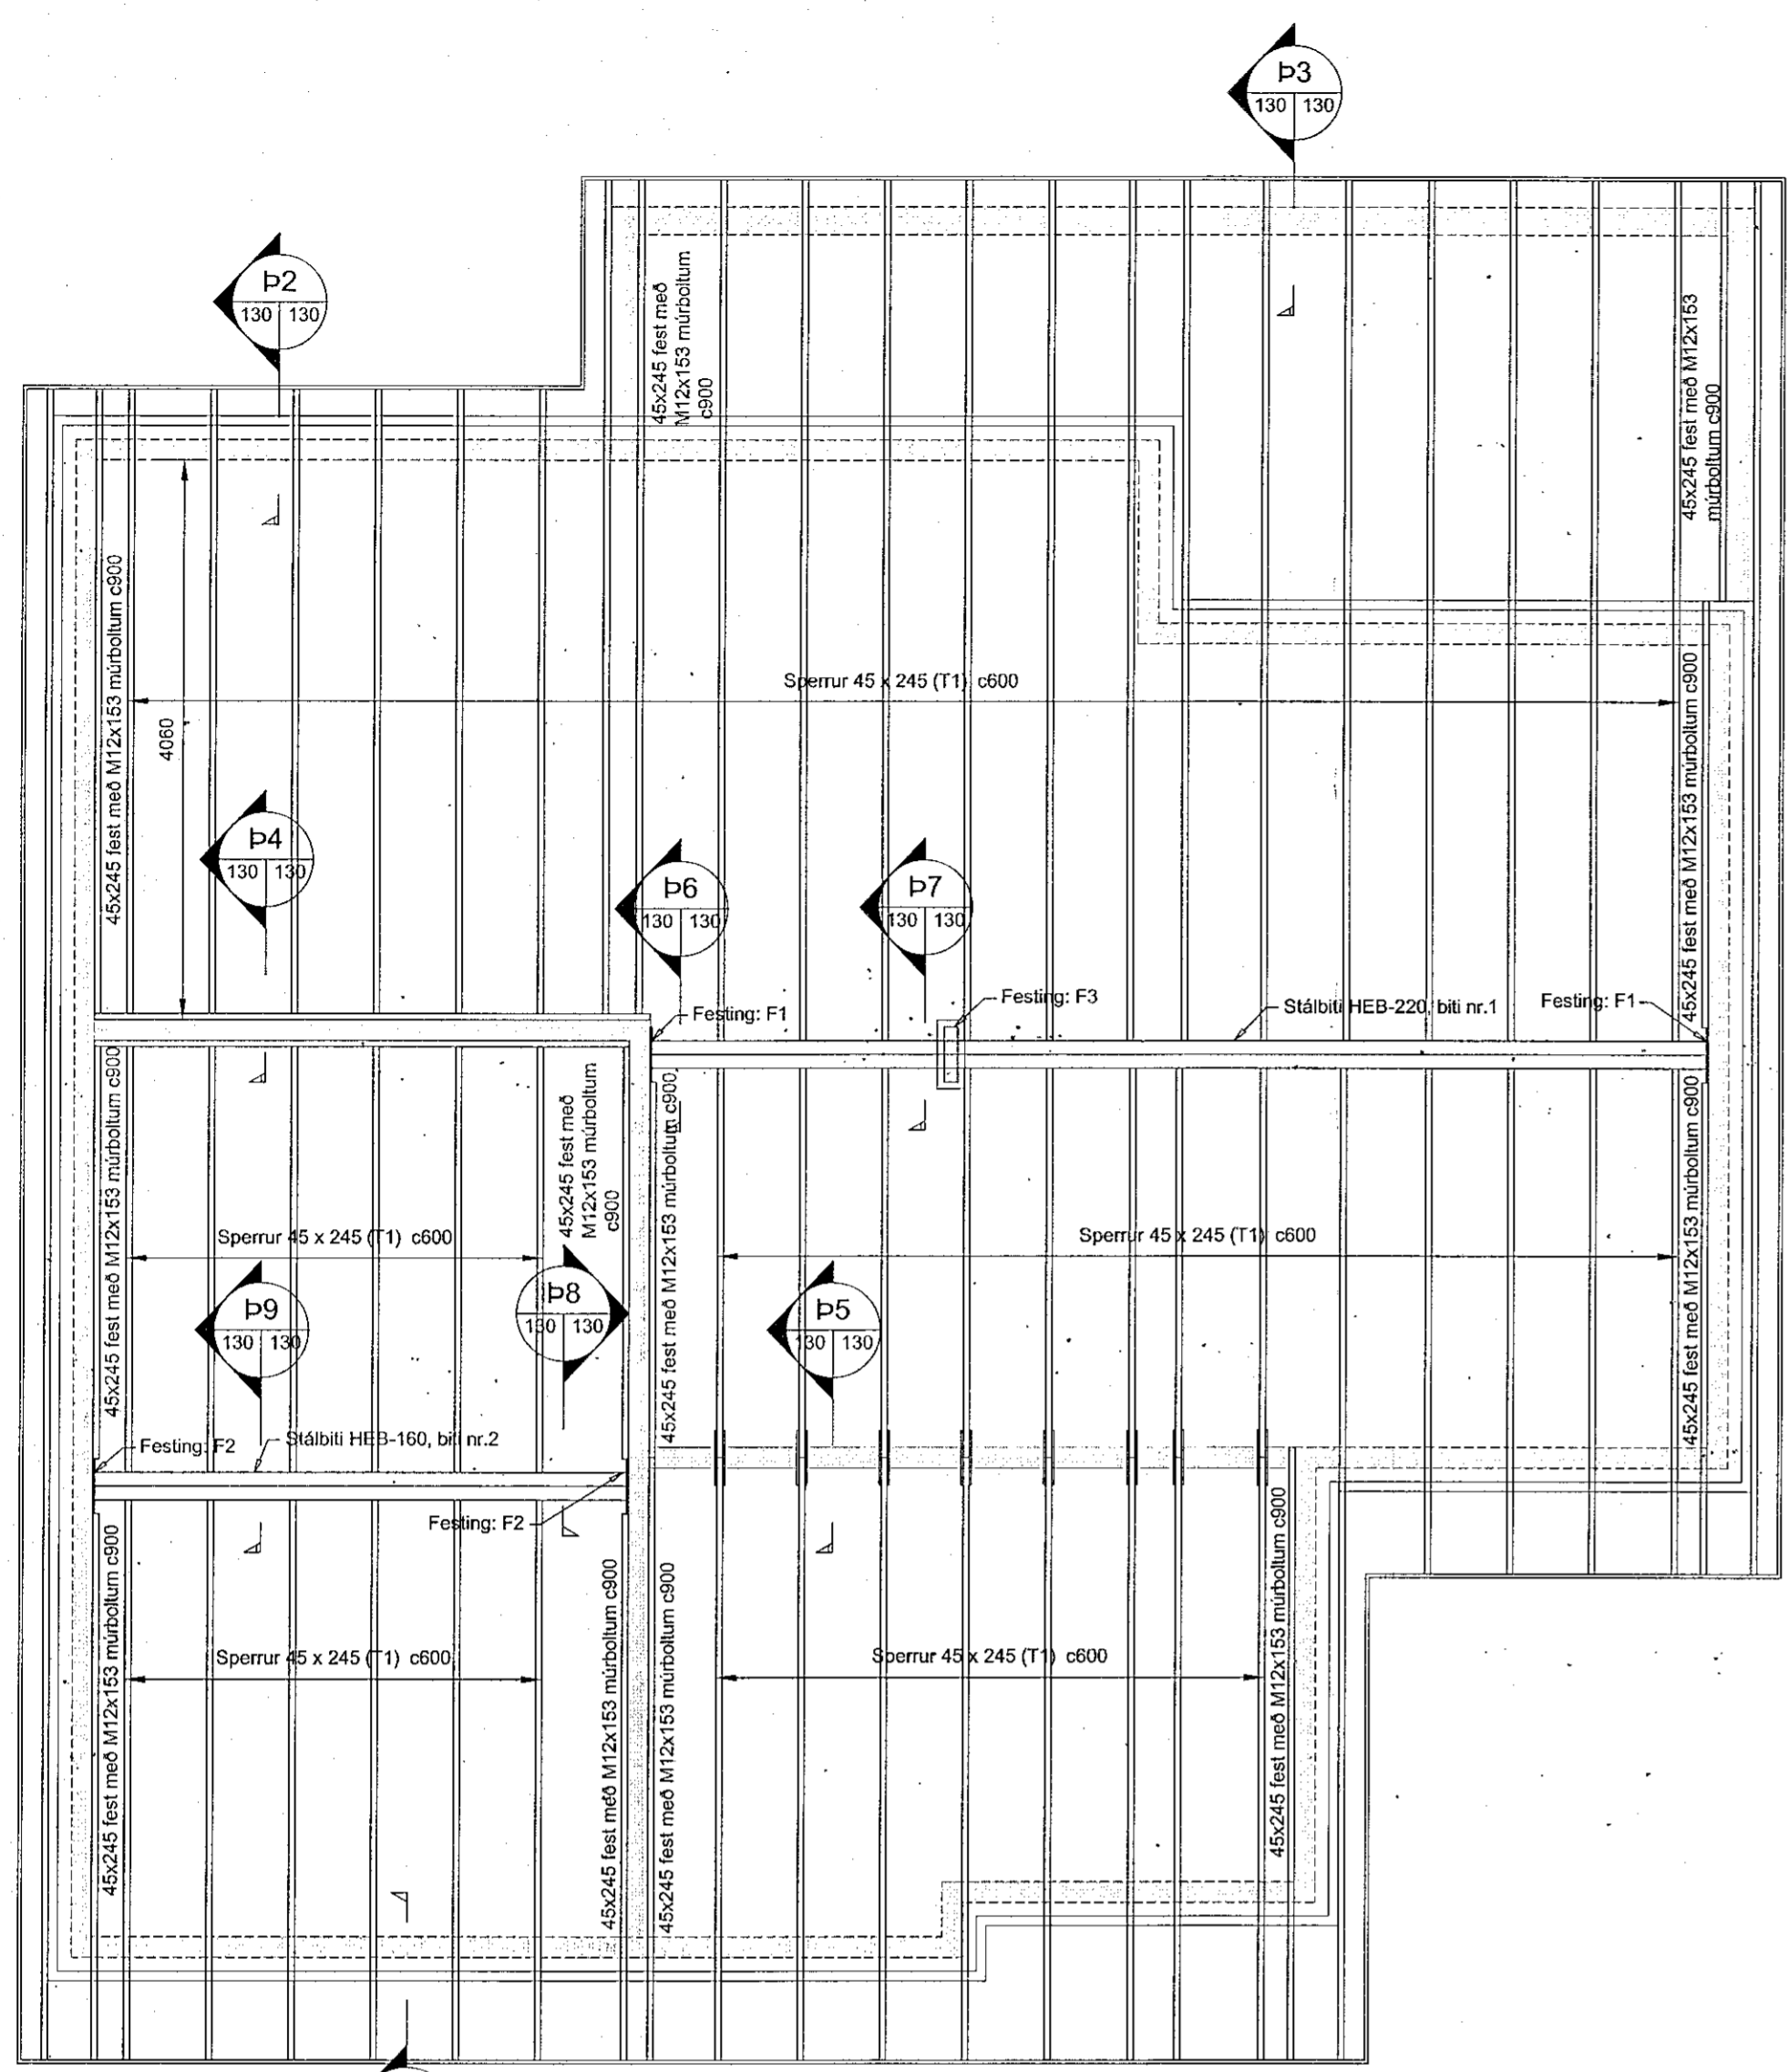 Þ3
130 130
Þ2
130 130
45x245 fest með
M12x153 múrboltum
c900
45x245 fest með M12x153
múrboltum c900
45x245 fest með M12x153 múrboltum c900
4060
Sperrur 45 x 245 (T1) c600
45x245 fest með M12x153 múrboltum c900
Þ4
130 130
Þ6
130 130
Þ7
130 130
Festing: F1
Festing: F3
Stálbiti HEB-220, biti nr.1
Festing: F1
45x245 fest með M12x153 múrboltum c900
45x245 fest með
M12x153 múrboltum
c900
45x245 fest með M12x153 múrboltum c900
45x245 fest með M12x153 múrboltum c900
Sperrur 45 x 245 (T1) c600
Sperrur 45 x 245 (T1) c600
Þ9
130 130
Þ8
130 130
Þ5
130 130
Festing: F2
Stálbiti HEB-160, biti nr.2
Festing: F2
45x245 fest með M12x153 múrboltum c900
45x245 fest með M12x153 múrboltum c900
45x245 fest með M12x153 múrboltum c900
45x245 fest með M12x153 múrboltum c900
Sperrur 45 x 245 (T1) c600
Sperrur 45 x 245 (T1) c600